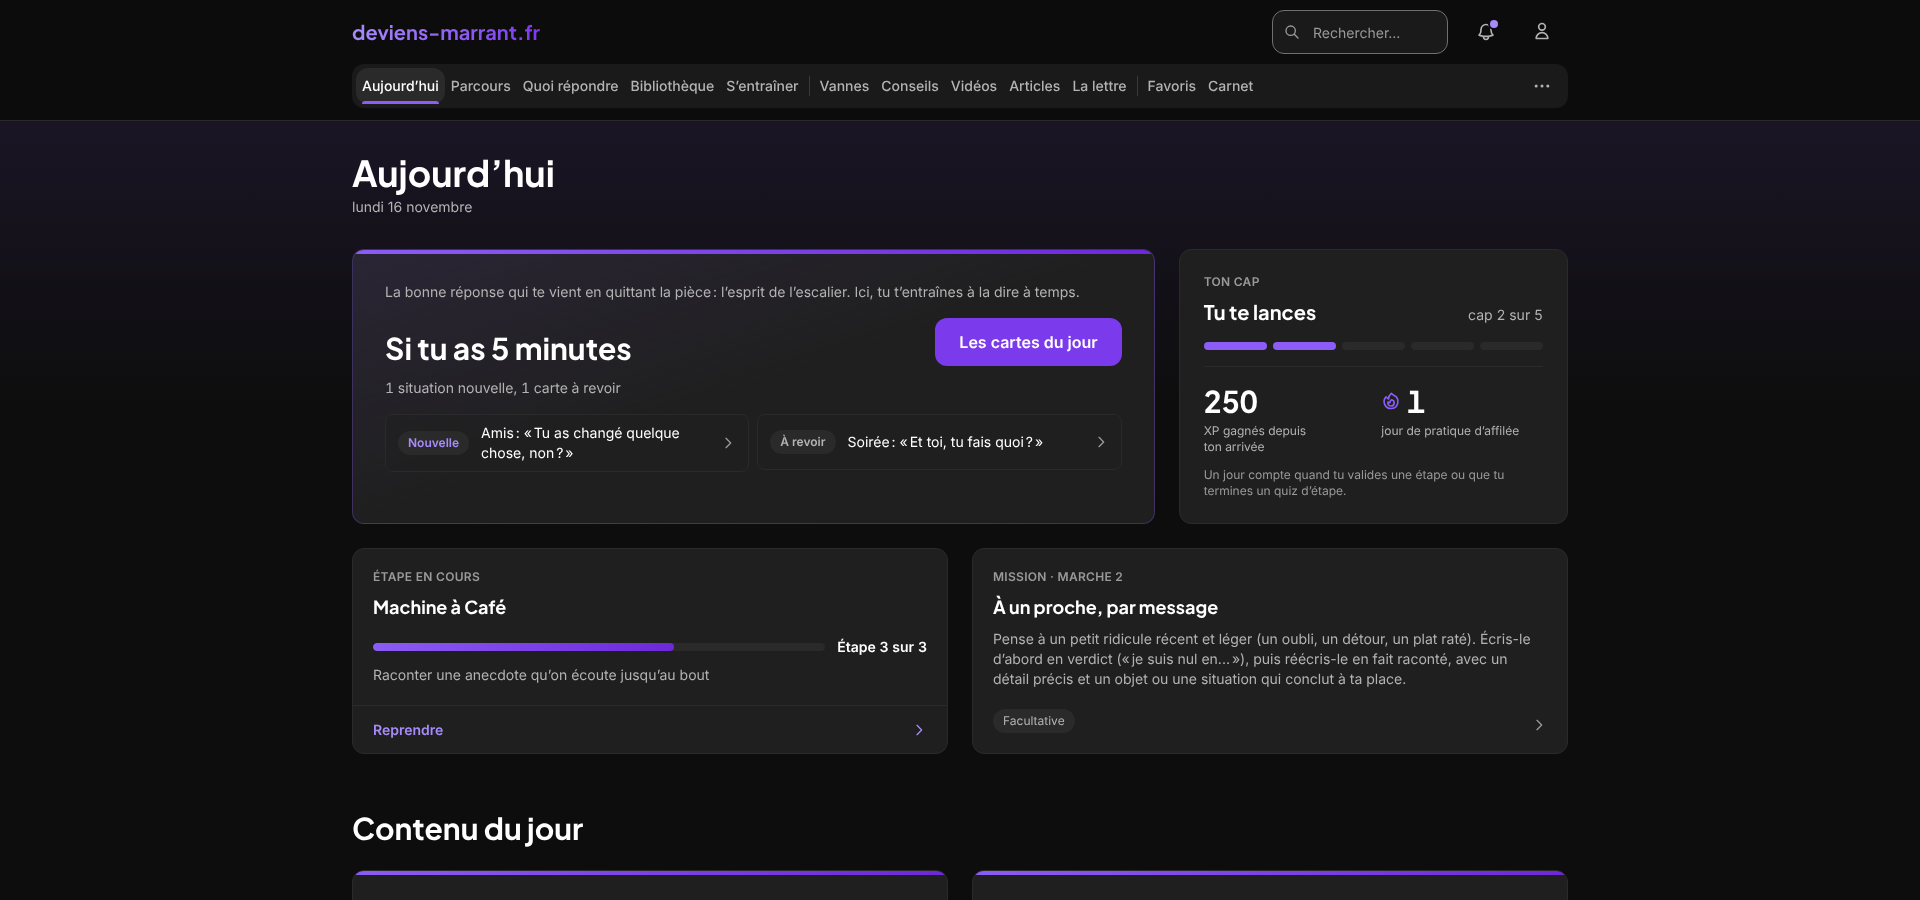 deviens-marrant.fr
Rechercher...
Aujourd’hui
Parcours
Quoi répondre
Bibliothèque
S’entraîner
Vannes
Conseils
Vidéos
Articles
La lettre
Favoris
Carnet
Aujourd’hui
lundi 16 novembre
La bonne réponse qui te vient en quittant la pièce : l’esprit de l’escalier. Ici, tu t’entraînes à la dire à temps.
Si tu as 5 minutes
Les cartes du jour
1 situation nouvelle, 1 carte à revoir
Nouvelle
Amis : « Tu as changé quelque
chose, non ? »
À revoir
Soirée : « Et toi, tu fais quoi ? »
TON CAP
Tu te lances
cap 2 sur 5
250
XP gagnés depuis
ton arrivée
1
jour de pratique d’affilée
Un jour compte quand tu valides une étape ou que tu
termines un quiz d’étape.
ÉTAPE EN COURS
Machine à Café
Étape 3 sur 3
Raconter une anecdote qu’on écoute jusqu’au bout
Reprendre
MISSION · MARCHE 2
À un proche, par message
Pense à un petit ridicule récent et léger (un oubli, un détour, un plat raté). Écris-le
d’abord en verdict (« je suis nul en... »), puis réécris-le en fait raconté, avec un
détail précis et un objet ou une situation qui conclut à ta place.
Facultative
Contenu du jour